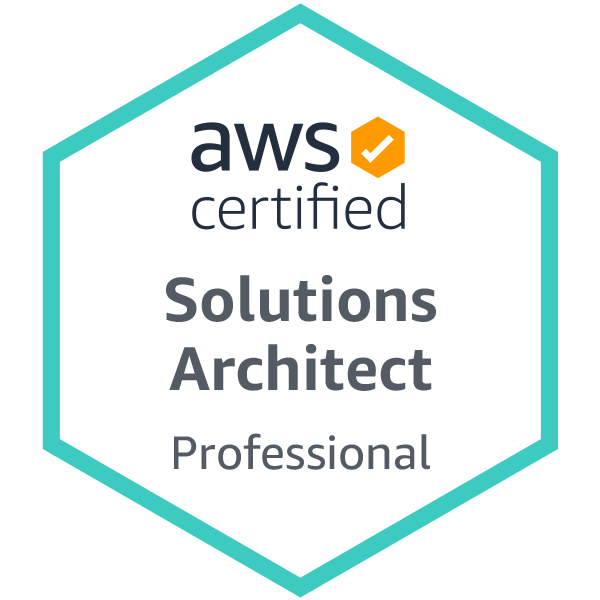 aws
certified
Solutions
Architect
Professional